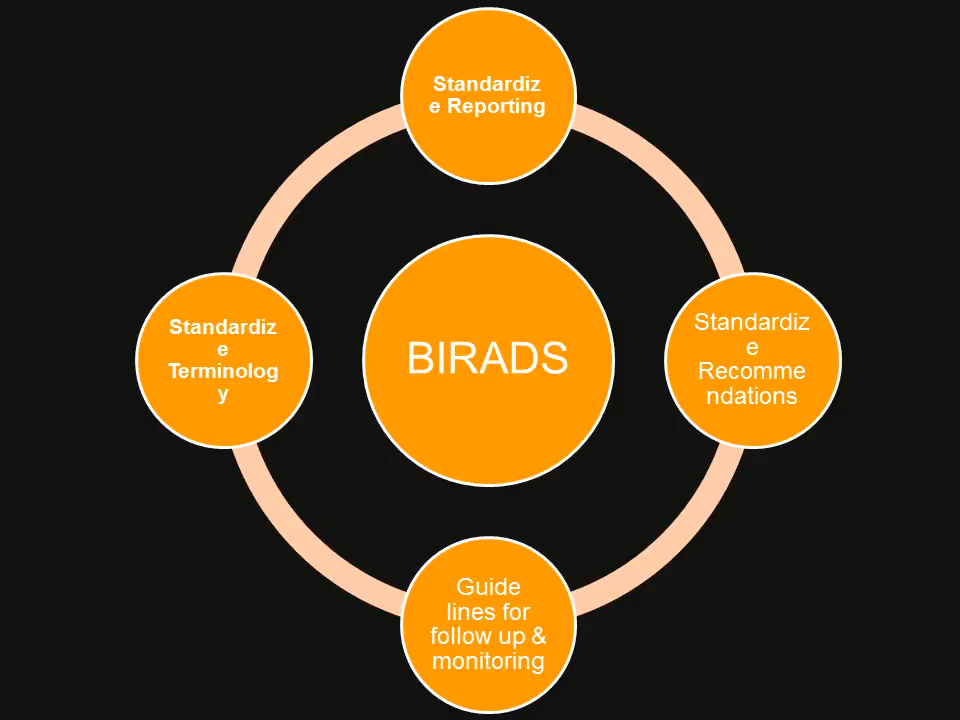 Standardiz
e Reporting
Standardiz
e
Terminolog
y
BIRADS
Standardiz
e
Recomme
ndations
Guide
lines for
follow up &
monitoring